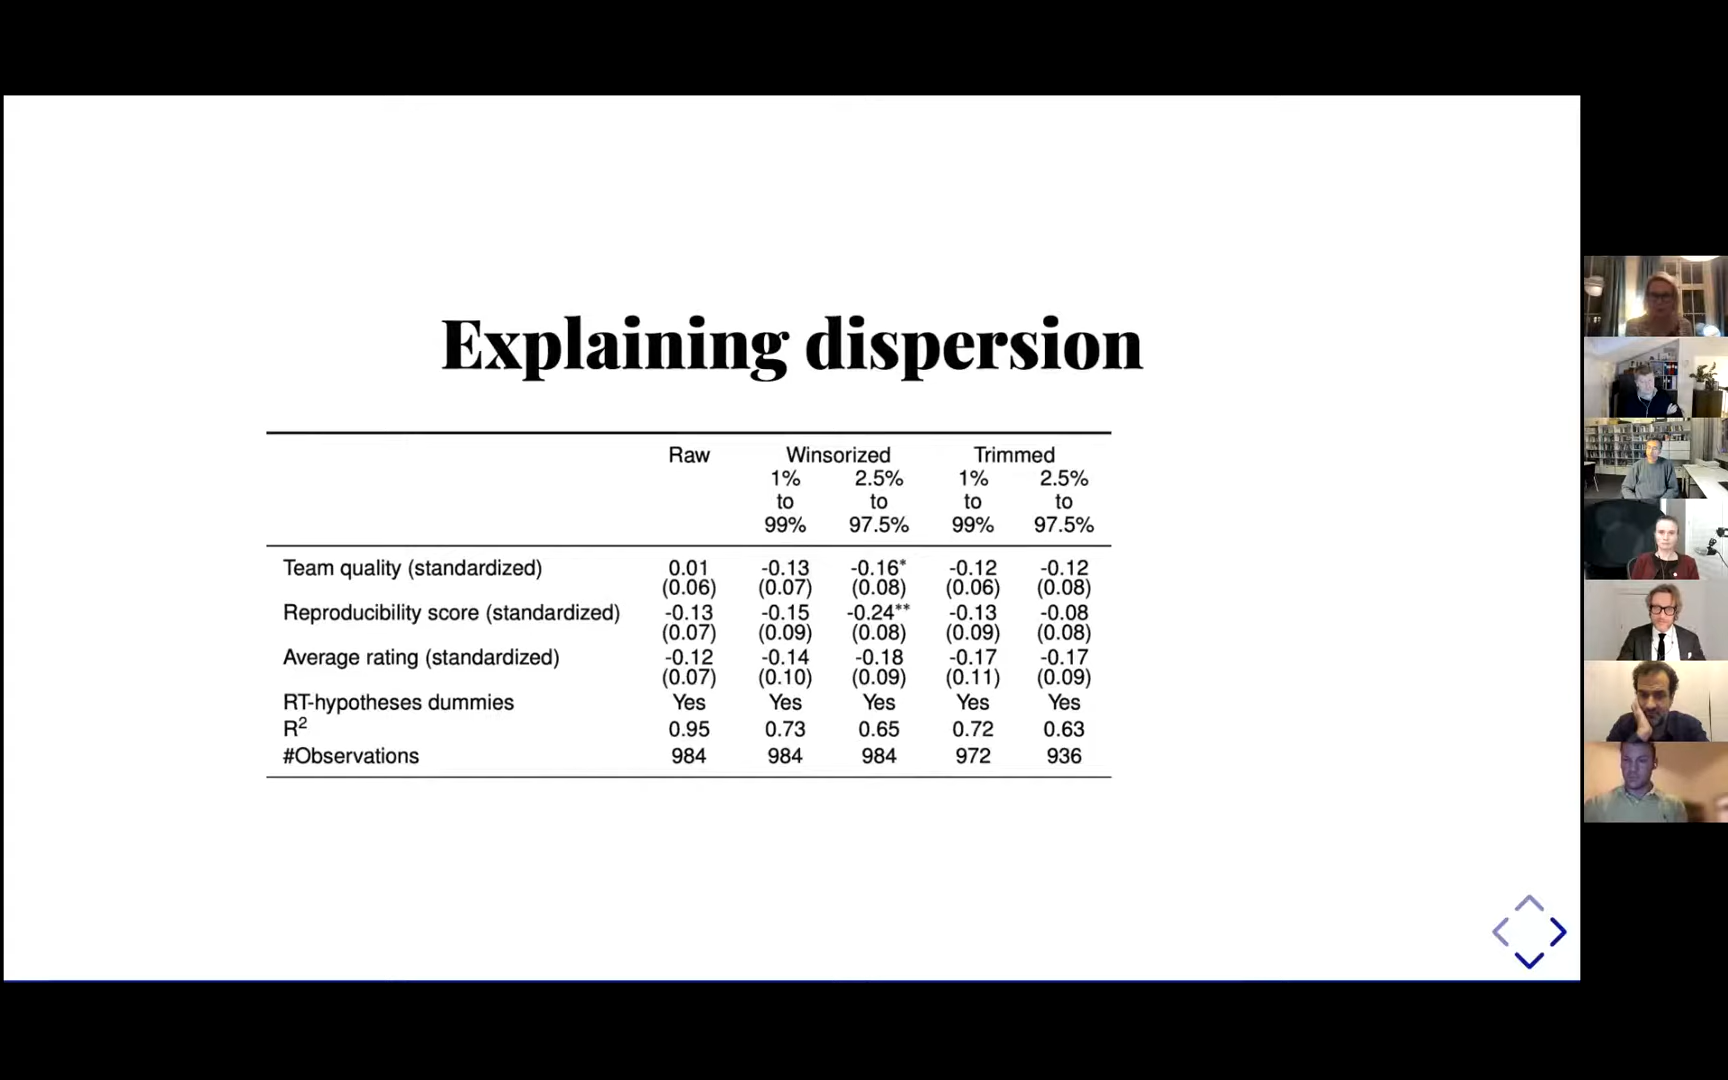 Explaining dispersion
Raw Winsorized Trimmed
1% 2.5% 1% 2.5%
to to to to
99% 97.5% 99% 97.5%
Team quality (standardized) 0.01 -0.13 -0.16* -0.12 -0.12
(0.06) (0.07) (0.08) (0.06) (0.08)
Reproducibility score (standardized) -0.13 -0.15 -0.24** -0.13 -0.08
(0.07) (0.09) (0.08) (0.09) (0.08)
Average rating (standardized) -0.12 -0.14 -0.18 -0.17 -0.17
(0.07) (0.10) (0.09) (0.11) (0.09)
RT-hypotheses dummies Yes Yes Yes Yes Yes
R² 0.95 0.73 0.65 0.72 0.63
#Observations 984 984 984 972 936